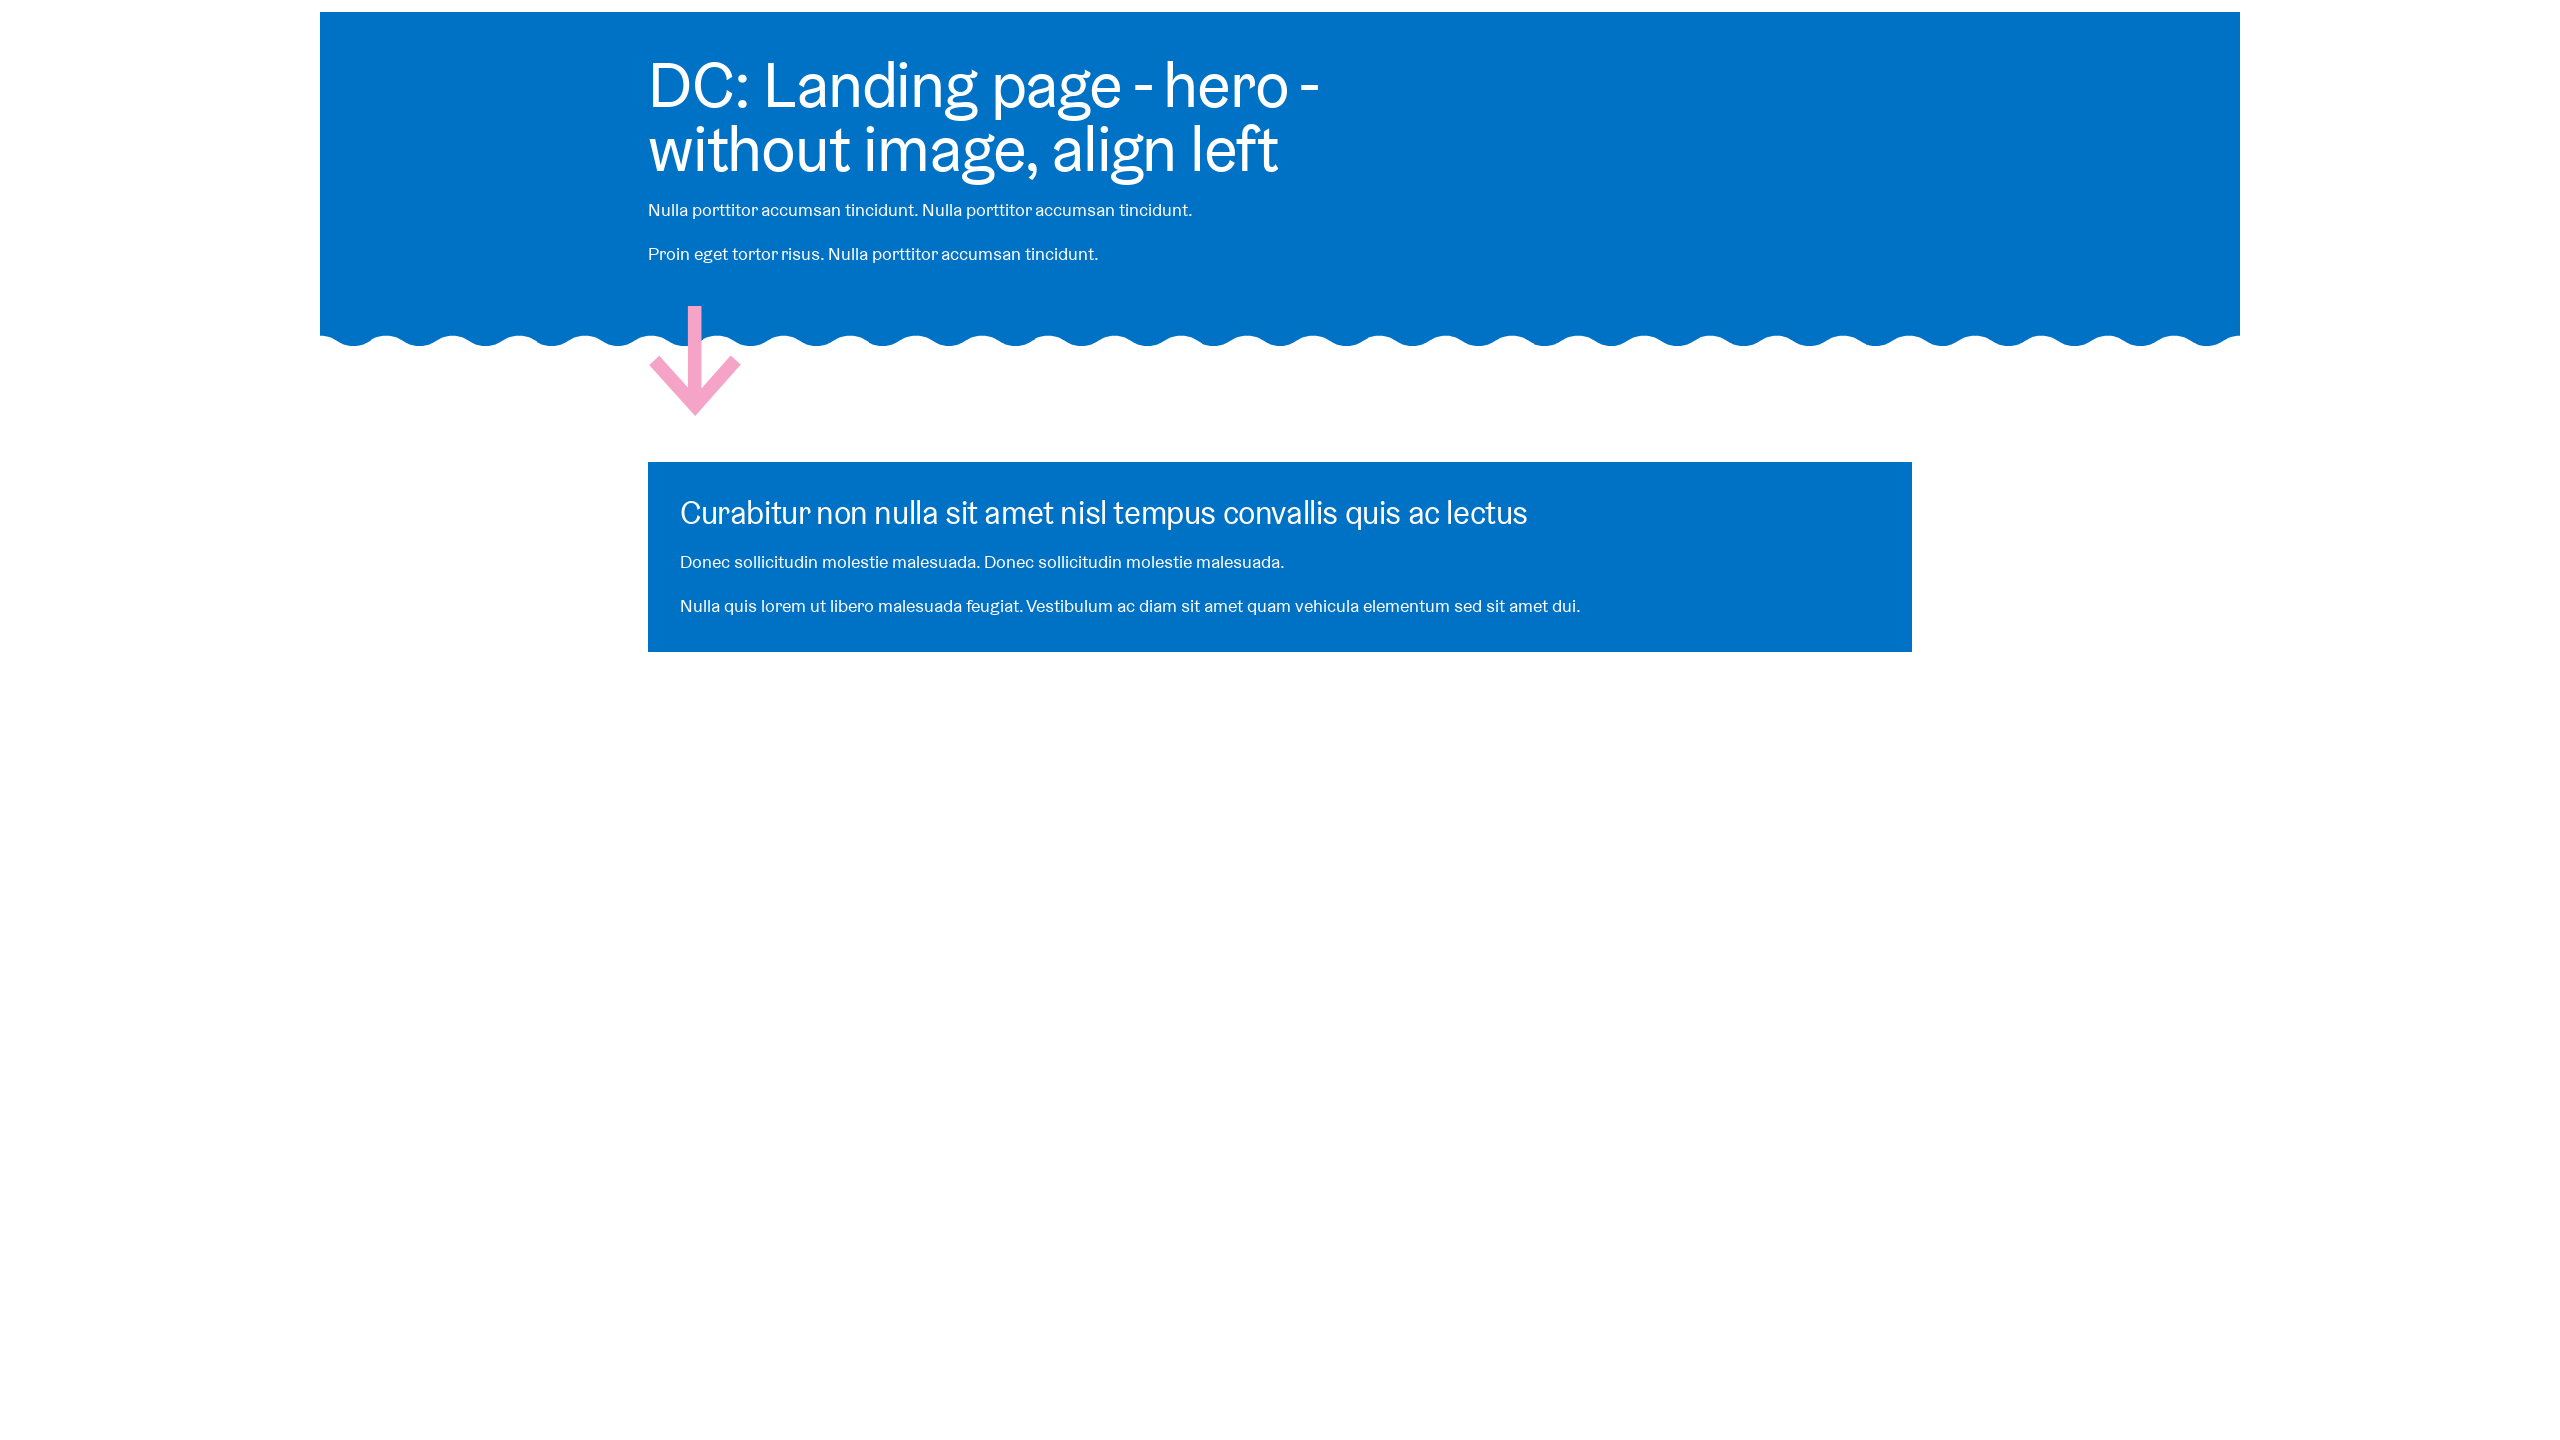 DC: Landing page - hero -
without image, align left
Nulla porttitor accumsan tincidunt. Nulla porttitor accumsan tincidunt.
Proin eget tortor risus. Nulla porttitor accumsan tincidunt.
Curabitur non nulla sit amet nisl tempus convallis quis ac lectus
Donec sollicitudin molestie malesuada. Donec sollicitudin molestie malesuada.
Nulla quis lorem ut libero malesuada feugiat. Vestibulum ac diam sit amet quam vehicula elementum sed sit amet dui.